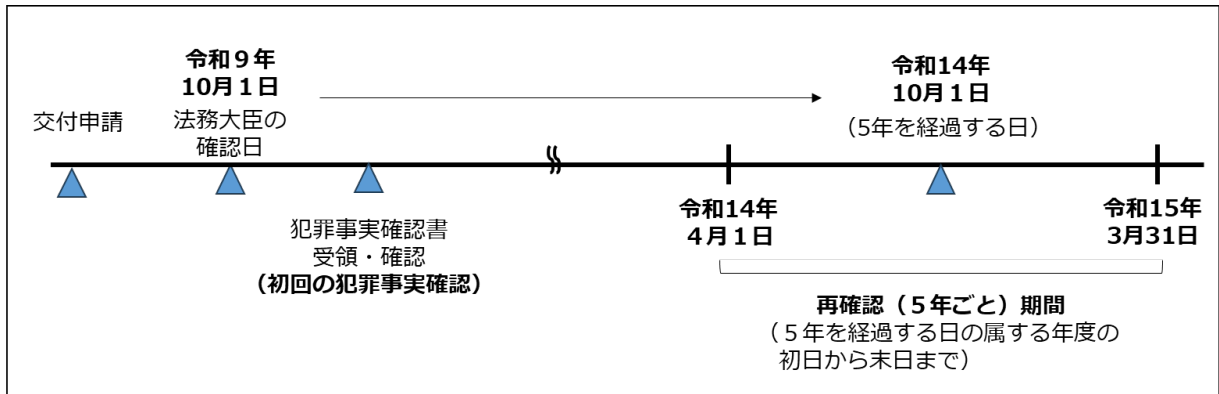 交付申請
令和９年
10月１日
法務大臣の
確認日
犯罪事実確認書
受領・確認
（初回の犯罪事実確認）
令和14年
10月１日
（5年を経過する日）
令和14年
４月１日
令和15年
3月31日
再確認（５年ごと）期間
（５年を経過する日の属する年度の
初日から末日まで）